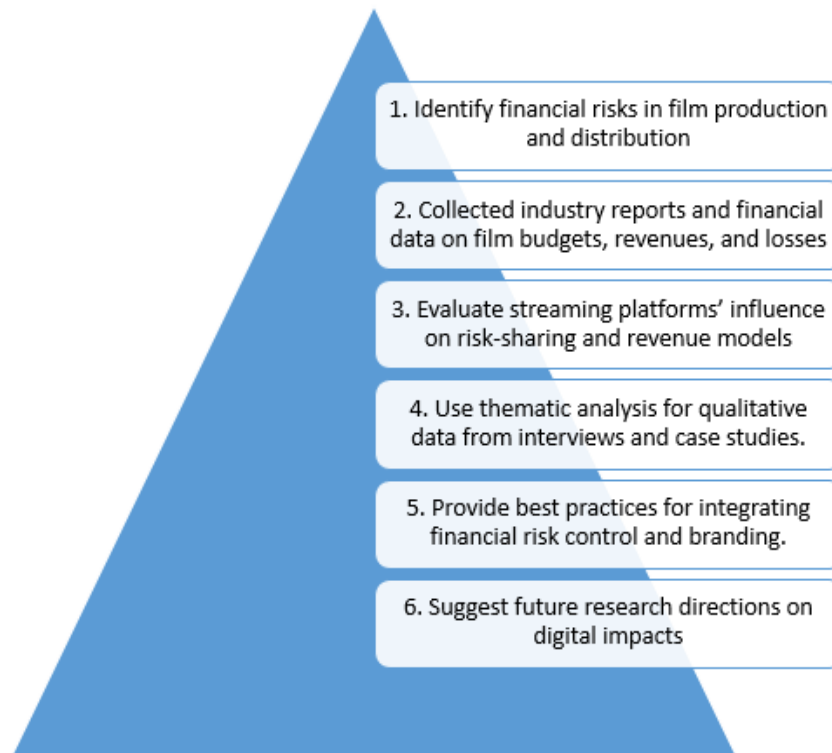 1. Identify financial risks in film production
and distribution
2. Collected industry reports and financial
data on film budgets, revenues, and losses
3. Evaluate streaming platforms’ influence
on risk-sharing and revenue models
4. Use thematic analysis for qualitative
data from interviews and case studies.
5. Provide best practices for integrating
financial risk control and branding.
6. Suggest future research directions on
digital impacts